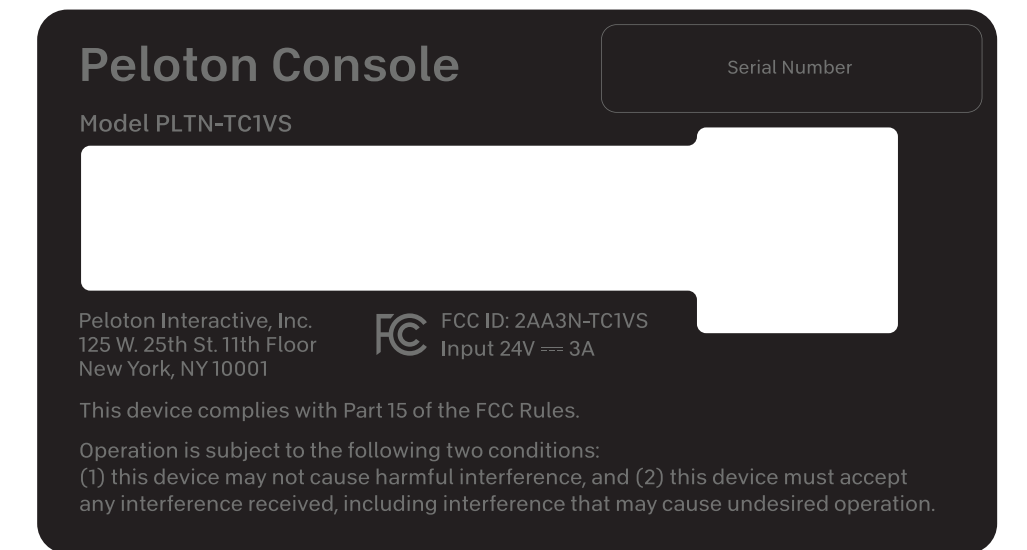 Peloton Console
Serial Number
Model PLTN-TC1VS
Peloton Interactive, Inc.
125 W. 25th St. 11th Floor
New York, NY 10001
FC
FCC ID: 2AA3N-TC1VS
Input 24V ⎓ 3A
This device complies with Part 15 of the FCC Rules.
Operation is subject to the following two conditions:
(1) this device may not cause harmful interference, and (2) this device must accept
any interference received, including interference that may cause undesired operation.